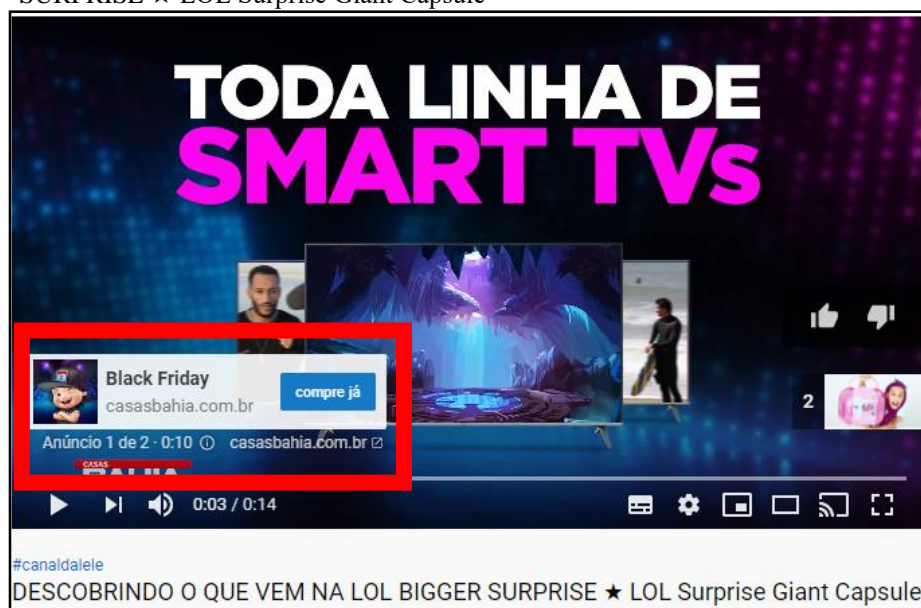 SURPRISE ★ LOL Surprise Giant Capsule
TODA LINHA DE
SMART TVs
Black Friday
casasbahia.com.br
compre já
2
Anúncio 1 de 2 · 0:10 casasbahia.com.br
CASAS
BAHIA
0:03 / 0:14
#canaldalele
DESCOBRINDO O QUE VEM NA LOL BIGGER SURPRISE ★ LOL Surprise Giant Capsule